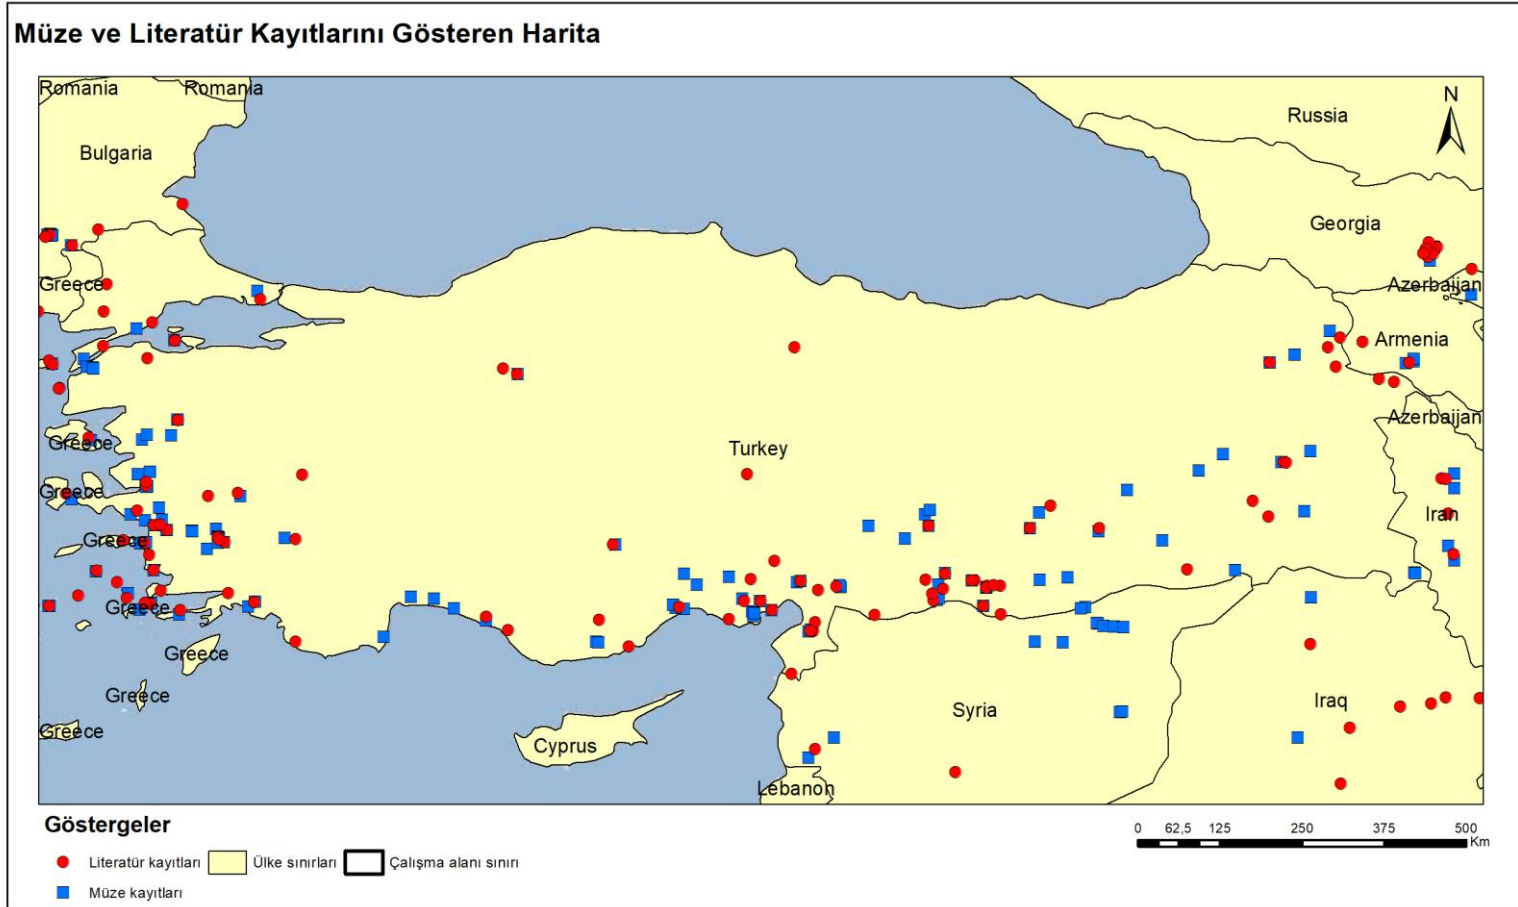 Müze ve Literatür Kayıtlarını Gösteren Harita
Romania
Romania
Bulgaria
Russia
N
Georgia
Greece
Azerbaijan
Armenia
Azerbaijan
Greece
Turkey
Greece
Iran
Greece
Greece
Greece
Greece
Greece
Syria
Iraq
Cyprus
Lebanon
Göstergeler
Literatür kayıtları
Ülke sınırları
Çalışma alanı sınırı
Müze kayıtları
0 62,5 125 250 375 500
Km